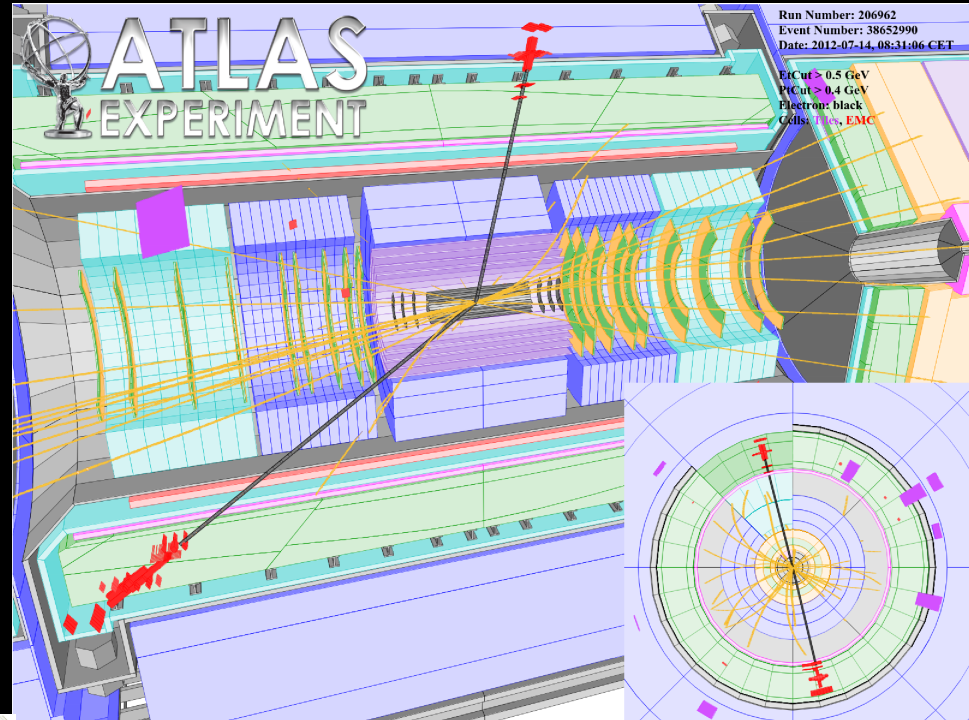 ATLAS
EXPERIMENT
Run Number: 206962
Event Number: 38652990
Date: 2012-07-14, 08:31:06 CET
EtCut > 0.5 GeV
PtCut > 0.4 GeV
Electron: black
Cells: Tiles, EMC